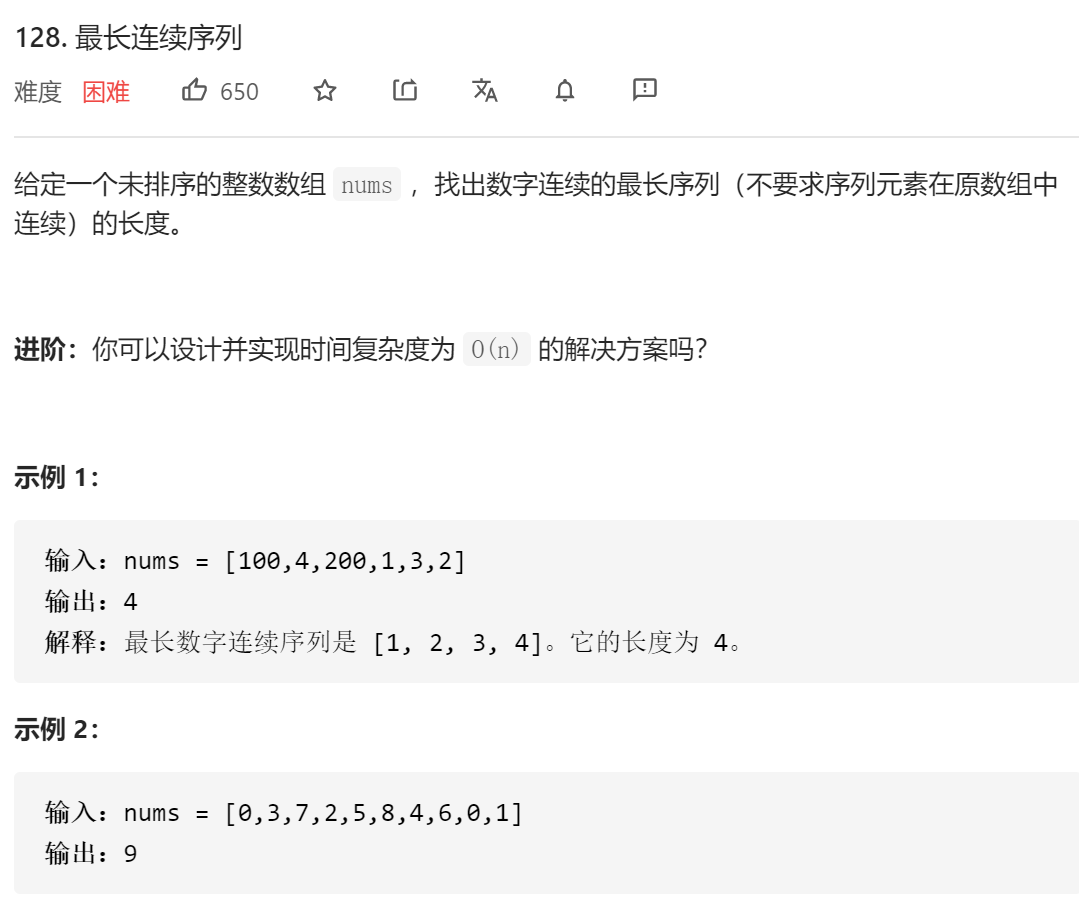 128. 最长连续序列
难度 困难 650 文A
给定一个未排序的整数数组 nums ，找出数字连续的最长序列（不要求序列元素在原数组中
连续）的长度。
进阶：你可以设计并实现时间复杂度为 O(n) 的解决方案吗？
示例 1：
输入：nums = [100,4,200,1,3,2]
输出：4
解释：最长数字连续序列是 [1, 2, 3, 4]。它的长度为 4。
示例 2：
输入：nums = [0,3,7,2,5,8,4,6,0,1]
输出：9